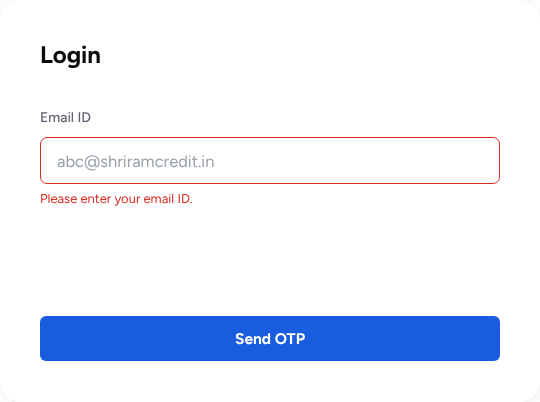 Login
Email ID
abc@shriramcredit.in
Please enter your email ID.
Send OTP